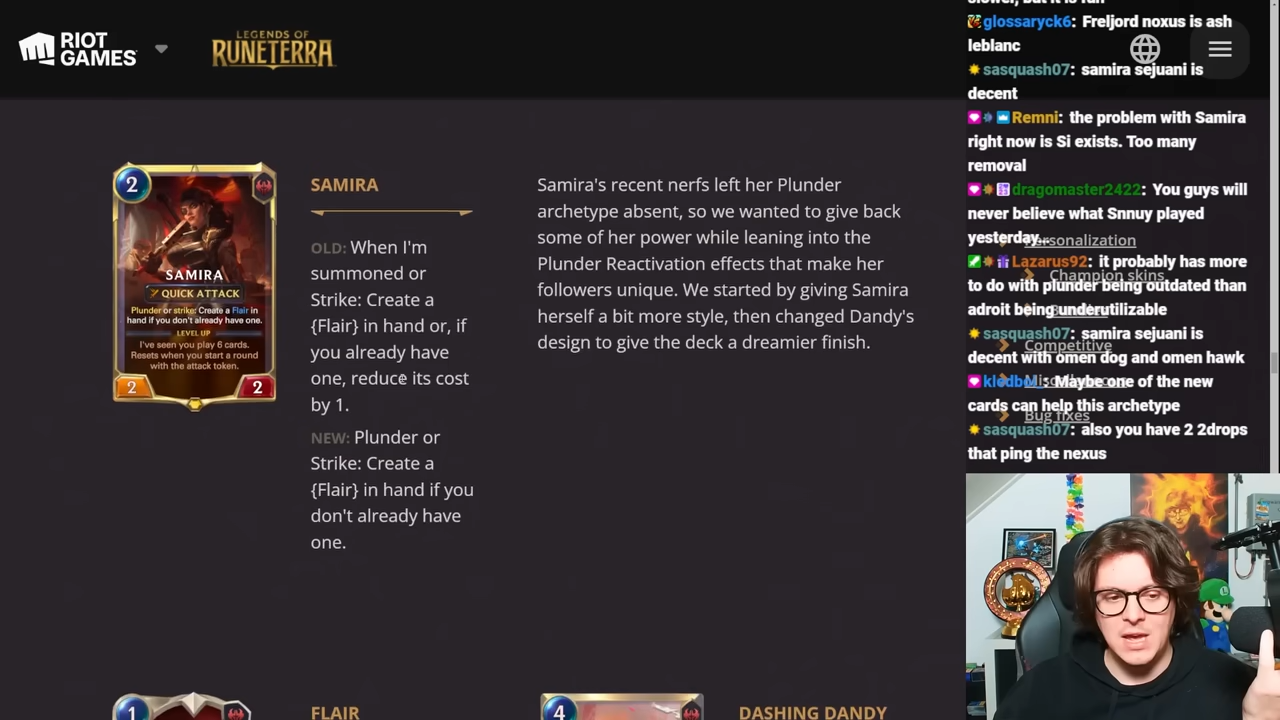 RIOT GAMES
LEGENDS OF
RUNETERRA
2
SAMIRA
QUICK ATTACK
Plunder or strike: Create a Flair in
hand if you don't already have one.
LEVEL UP
I've seen you play 6 cards.
Resets when you start a round
with the attack token.
2
2
SAMIRA
OLD: When I'm
summoned or
Strike: Create a
{Flair} in hand or, if
you already have
one, reduce its cost
by 1.
NEW: Plunder or
Strike: Create a
{Flair} in hand if you
don't already have
one.
Samira's recent nerfs left her Plunder
archetype absent, so we wanted to give back
some of her power while leaning into the
Plunder Reactivation effects that make her
followers unique. We started by giving Samira
herself a bit more style, then changed Dandy's
design to give the deck a dreamier finish.
1
FLAIR
4
DASHING DANDY
Personalization
Champion skins
Competitive
Bug fixes
slower, but it is fun
glossaryck6: Freljord noxus is ash
leblanc
sasquash07: samira sejuani is
decent
Remni: the problem with Samira
right now is Si exists. Too many
removal
dragomaster2422: You guys will
never believe what Snnuy played
yesterday...
Lazarus92: it probably has more
to do with plunder being outdated than
adroit being underutilizable
sasquash07: samira sejuani is
decent with omen dog and omen hawk
Maybe one of the new
cards can help this archetype
sasquash07: also you have 2 2drops
that ping the nexus